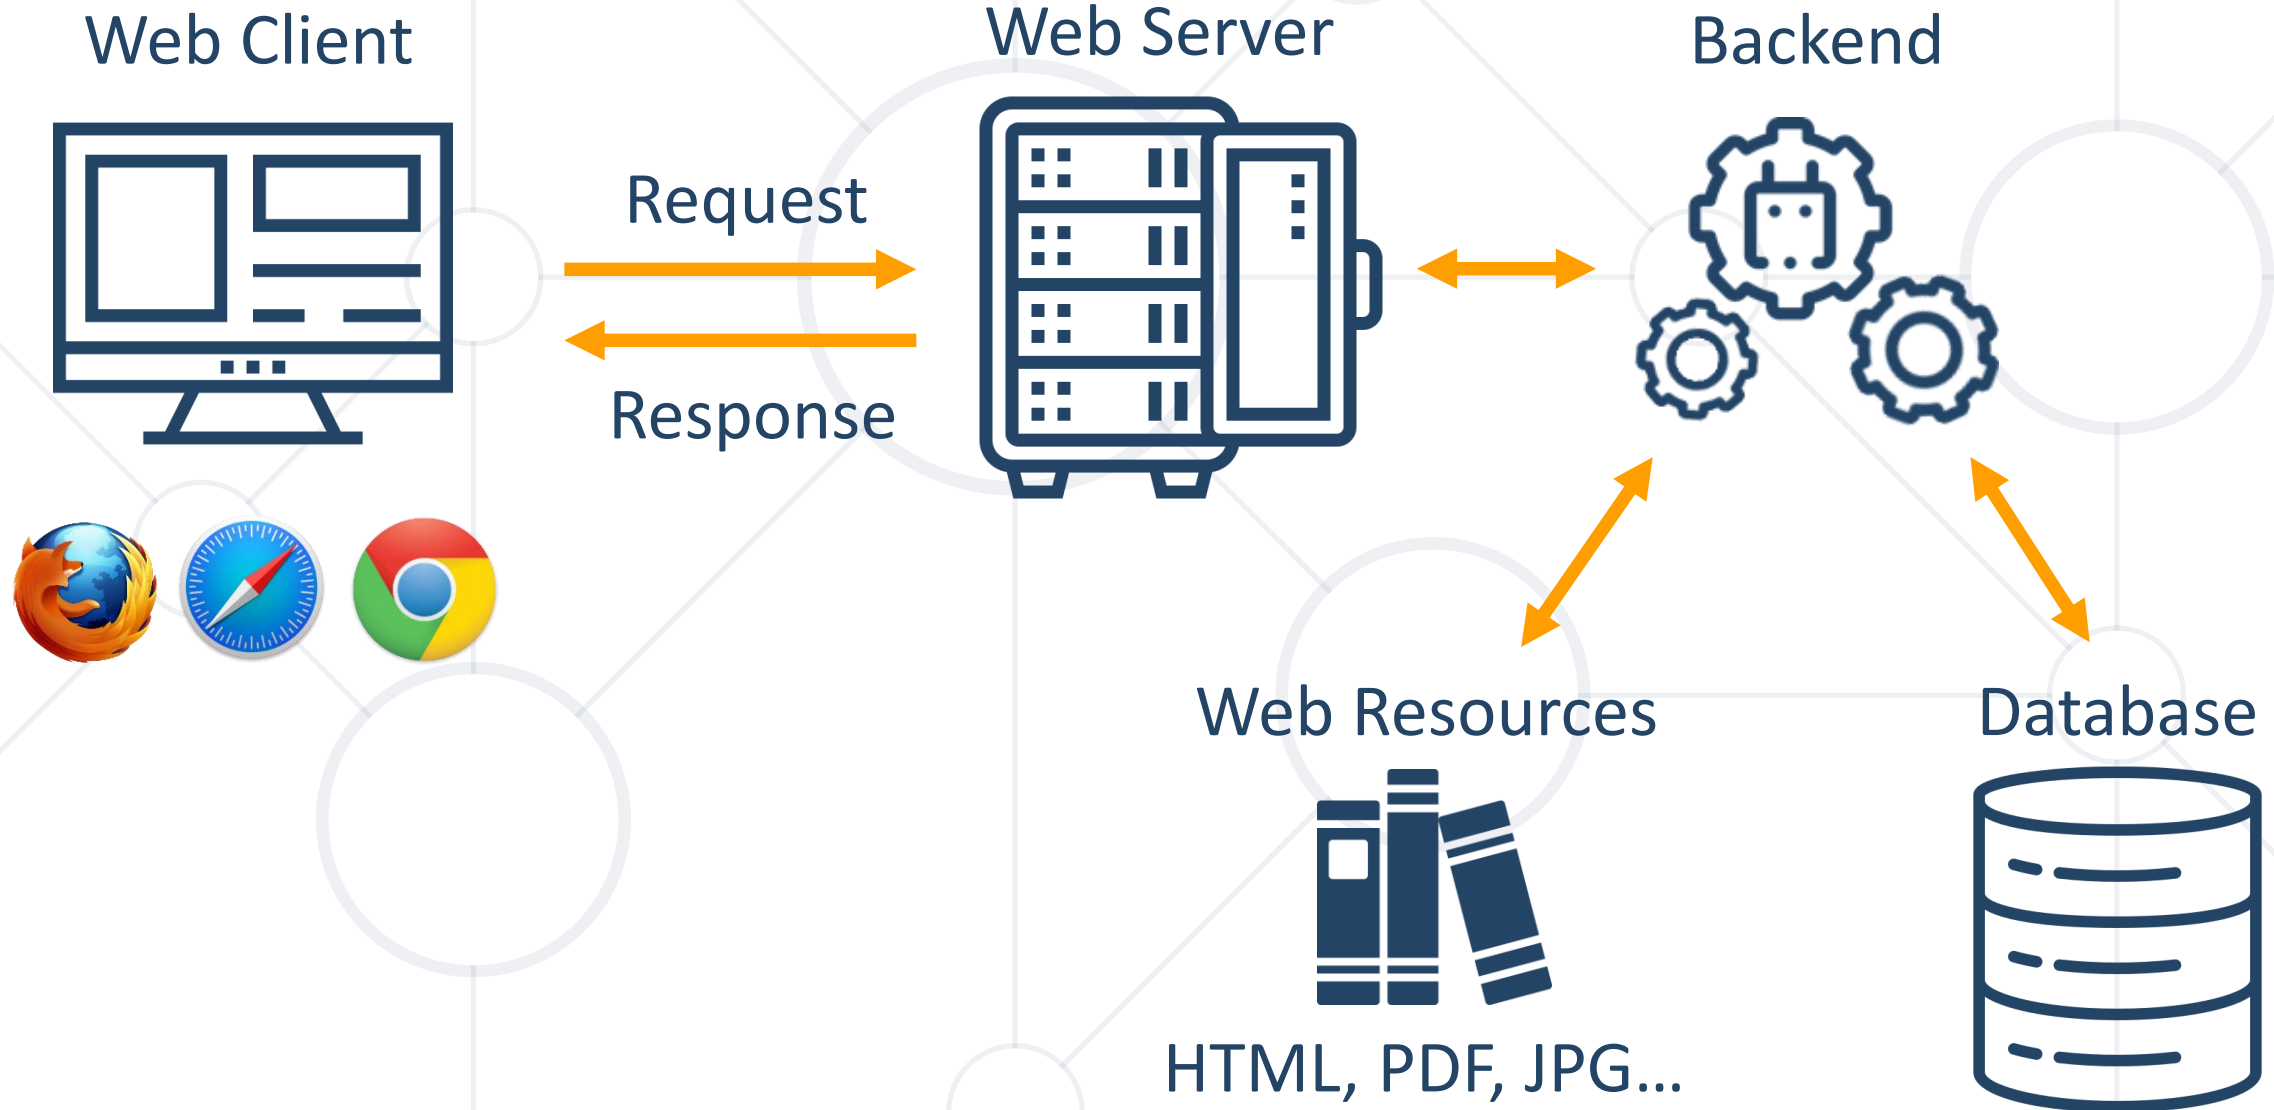 Web Client
Web Server
Backend
Request
Response
Web Resources
Database
HTML, PDF, JPG...